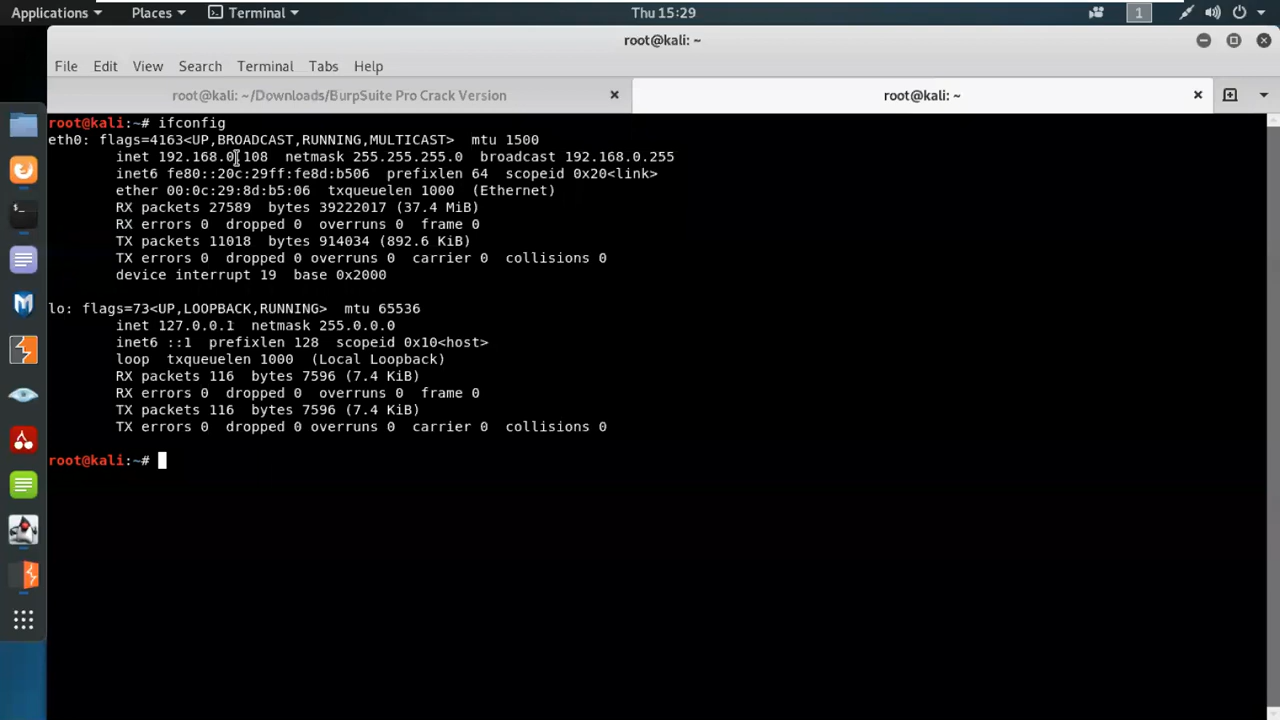 Applications Places Terminal Thu 15:29 1
root@kali: ~
File Edit View Search Terminal Tabs Help
root@kali: ~/Downloads/BurpSuite Pro Crack Version root@kali: ~
root@kali:~# ifconfig
eth0: flags=4163<UP,BROADCAST,RUNNING,MULTICAST>  mtu 1500
        inet 192.168.0.108  netmask 255.255.255.0  broadcast 192.168.0.255
        inet6 fe80::20c:29ff:fe8d:b506  prefixlen 64  scopeid 0x20<link>
        ether 00:0c:29:8d:b5:06  txqueuelen 1000  (Ethernet)
        RX packets 27589  bytes 39222017 (37.4 MiB)
        RX errors 0  dropped 0  overruns 0  frame 0
        TX packets 11018  bytes 914034 (892.6 KiB)
        TX errors 0  dropped 0 overruns 0  carrier 0  collisions 0
        device interrupt 19  base 0x2000
lo: flags=73<UP,LOOPBACK,RUNNING>  mtu 65536
        inet 127.0.0.1  netmask 255.0.0.0
        inet6 ::1  prefixlen 128  scopeid 0x10<host>
        loop  txqueuelen 1000  (Local Loopback)
        RX packets 116  bytes 7596 (7.4 KiB)
        RX errors 0  dropped 0  overruns 0  frame 0
        TX packets 116  bytes 7596 (7.4 KiB)
        TX errors 0  dropped 0 overruns 0  carrier 0  collisions 0
root@kali:~#